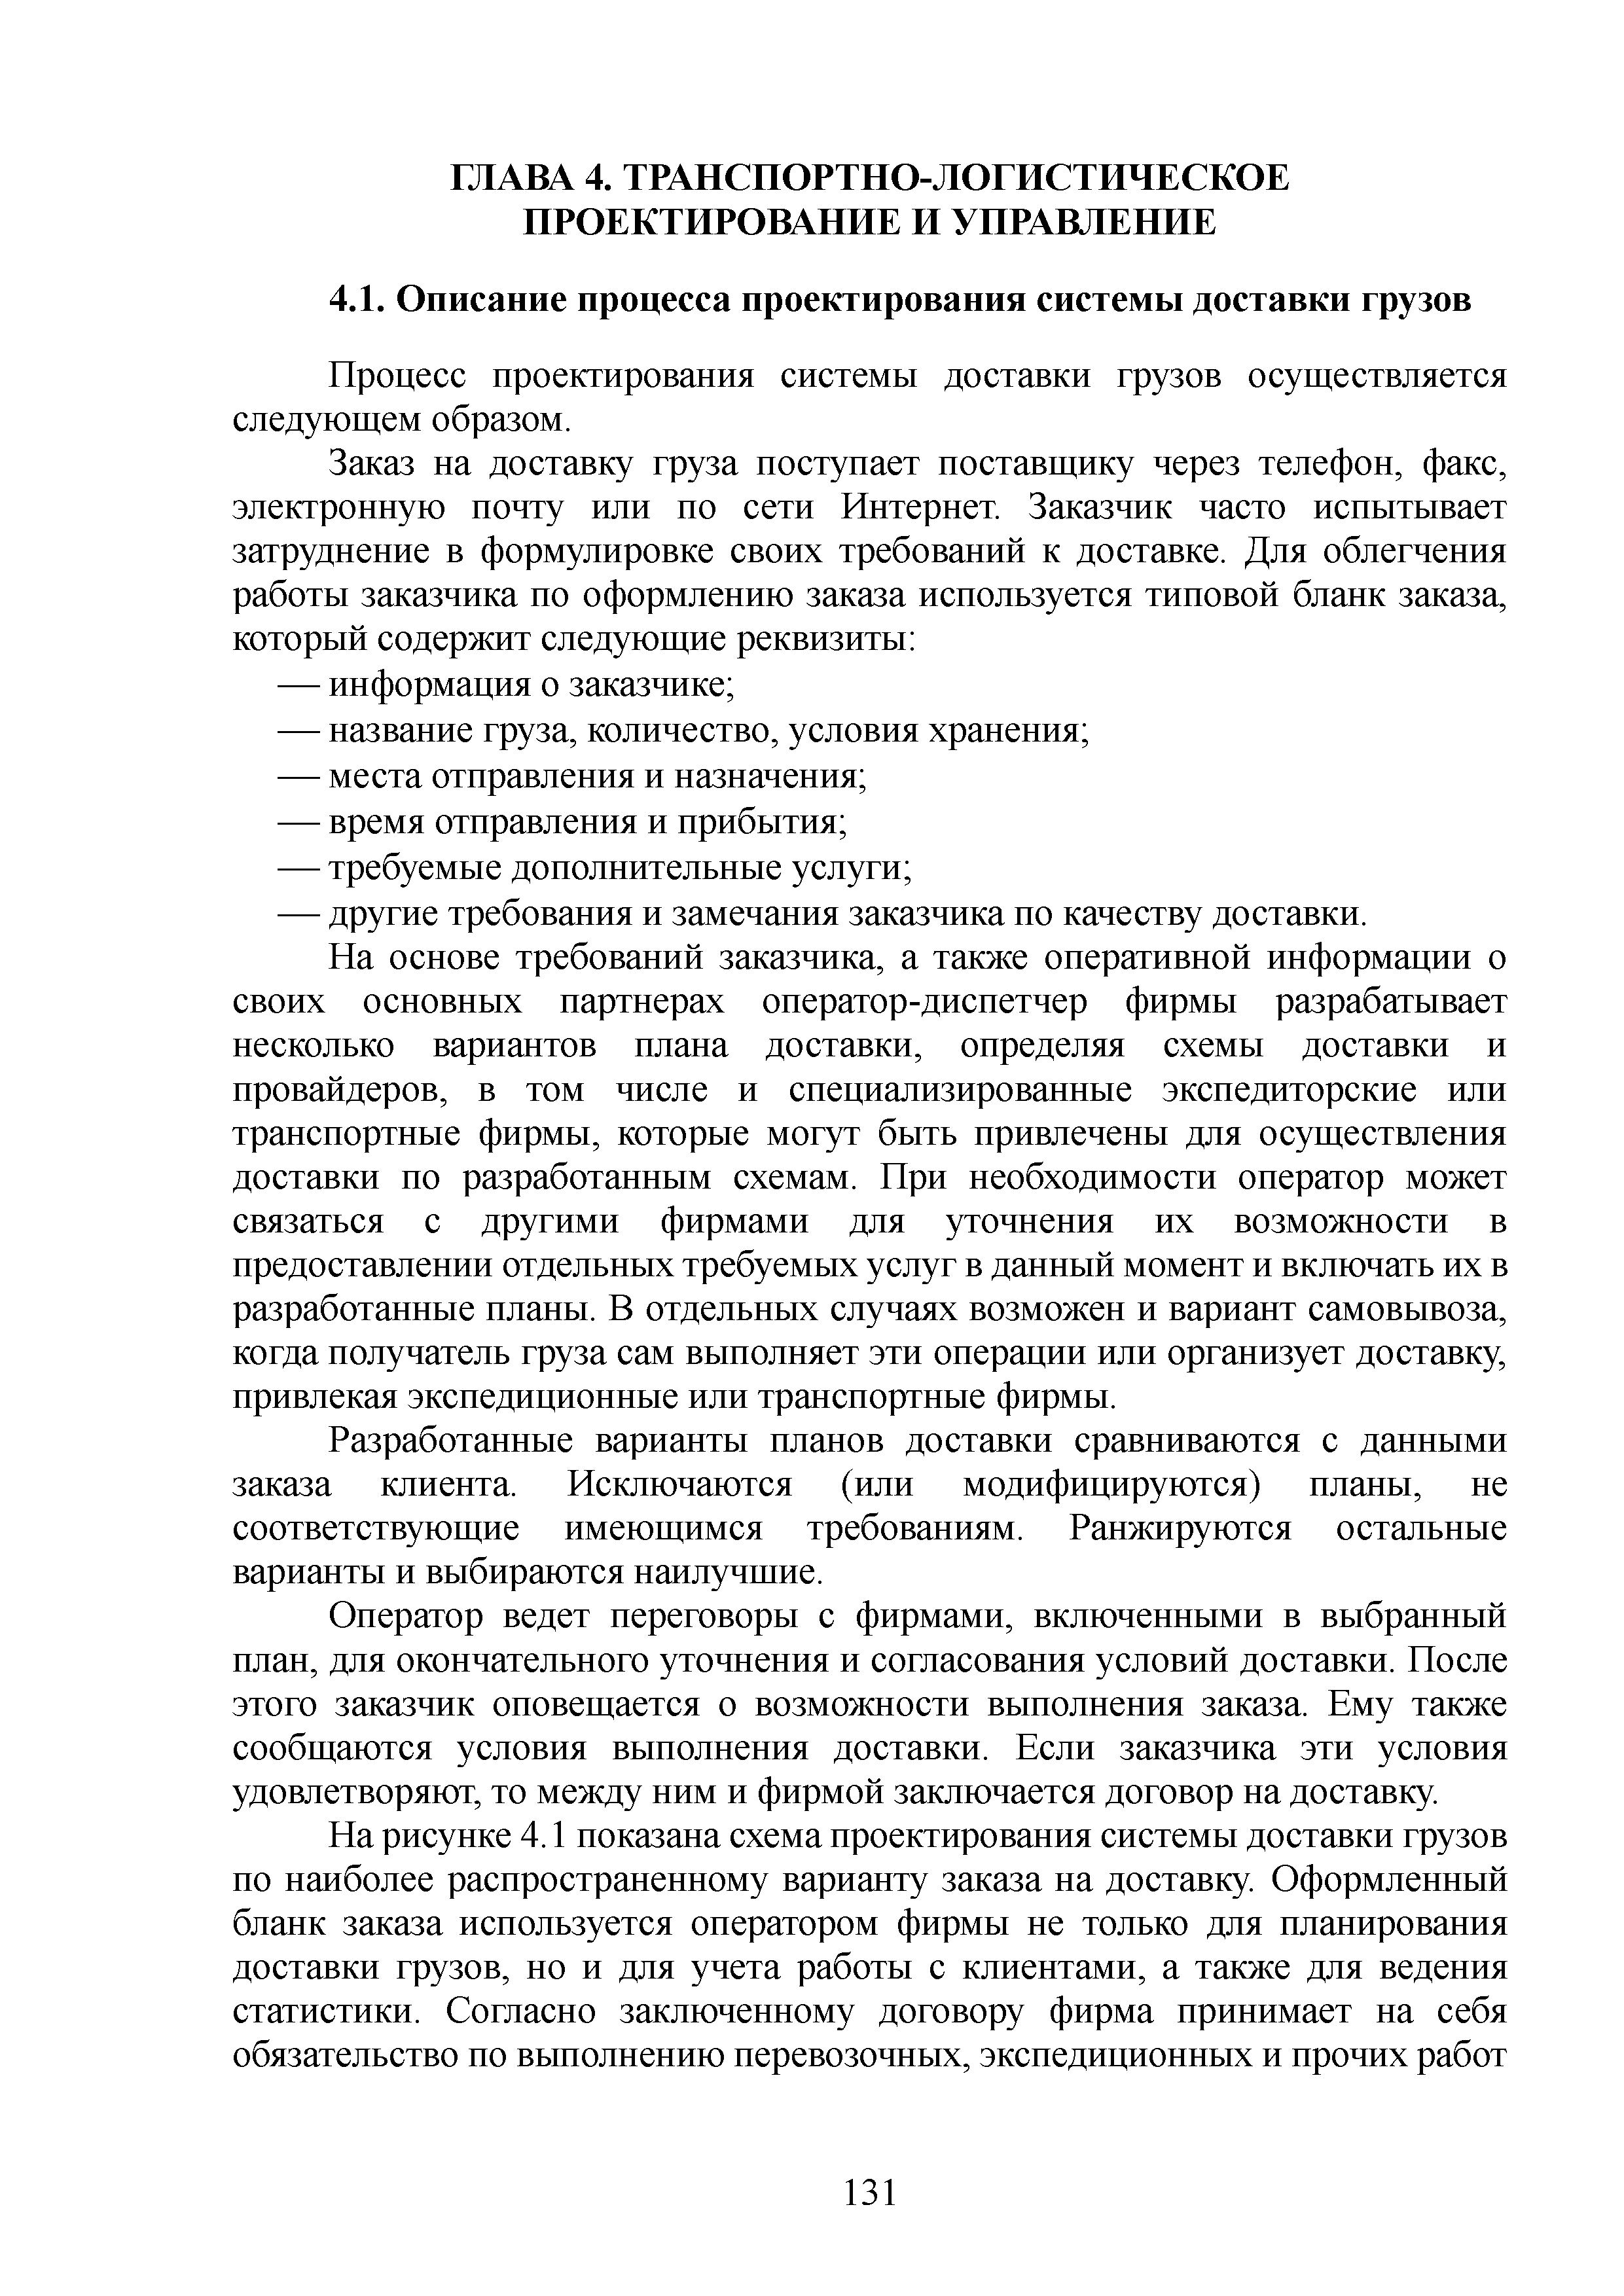 ГЛАВА 4. ТРАНСПОРТНО-ЛОГИСТИЧЕСКОЕ
ПРОЕКТИРОВАНИЕ И УПРАВЛЕНИЕ
4.1. Описание процесса проектирования системы доставки грузов
Процесс проектирования системы доставки грузов осуществляется
следующем образом.
Заказ на доставку груза поступает поставщику через телефон, факс,
электронную почту или по сети Интернет. Заказчик часто испытывает
затруднение в формулировке своих требований к доставке. Для облегчения
работы заказчика по оформлению заказа используется типовой бланк заказа,
который содержит следующие реквизиты:
— информация о заказчике;
— название груза, количество, условия хранения;
— места отправления и назначения;
— время отправления и прибытия;
— требуемые дополнительные услуги;
— другие требования и замечания заказчика по качеству доставки.
На основе требований заказчика, а также оперативной информации о
своих основных партнерах оператор-диспетчер фирмы разрабатывает
несколько вариантов плана доставки, определяя схемы доставки и
провайдеров, в том числе и специализированные экспедиторские или
транспортные фирмы, которые могут быть привлечены для осуществления
доставки по разработанным схемам. При необходимости оператор может
связаться с другими фирмами для уточнения их возможности в
предоставлении отдельных требуемых услуг в данный момент и включать их в
разработанные планы. В отдельных случаях возможен и вариант самовывоза,
когда получатель груза сам выполняет эти операции или организует доставку,
привлекая экспедиционные или транспортные фирмы.
Разработанные варианты планов доставки сравниваются с данными
заказа клиента. Исключаются (или модифицируются) планы, не
соответствующие имеющимся требованиям. Ранжируются остальные
варианты и выбираются наилучшие.
Оператор ведет переговоры с фирмами, включенными в выбранный
план, для окончательного уточнения и согласования условий доставки. После
этого заказчик оповещается о возможности выполнения заказа. Ему также
сообщаются условия выполнения доставки. Если заказчика эти условия
удовлетворяют, то между ним и фирмой заключается договор на доставку.
На рисунке 4.1 показана схема проектирования системы доставки грузов
по наиболее распространенному варианту заказа на доставку. Оформленный
бланк заказа используется оператором фирмы не только для планирования
доставки грузов, но и для учета работы с клиентами, а также для ведения
статистики. Согласно заключенному договору фирма принимает на себя
обязательство по выполнению перевозочных, экспедиционных и прочих работ
131